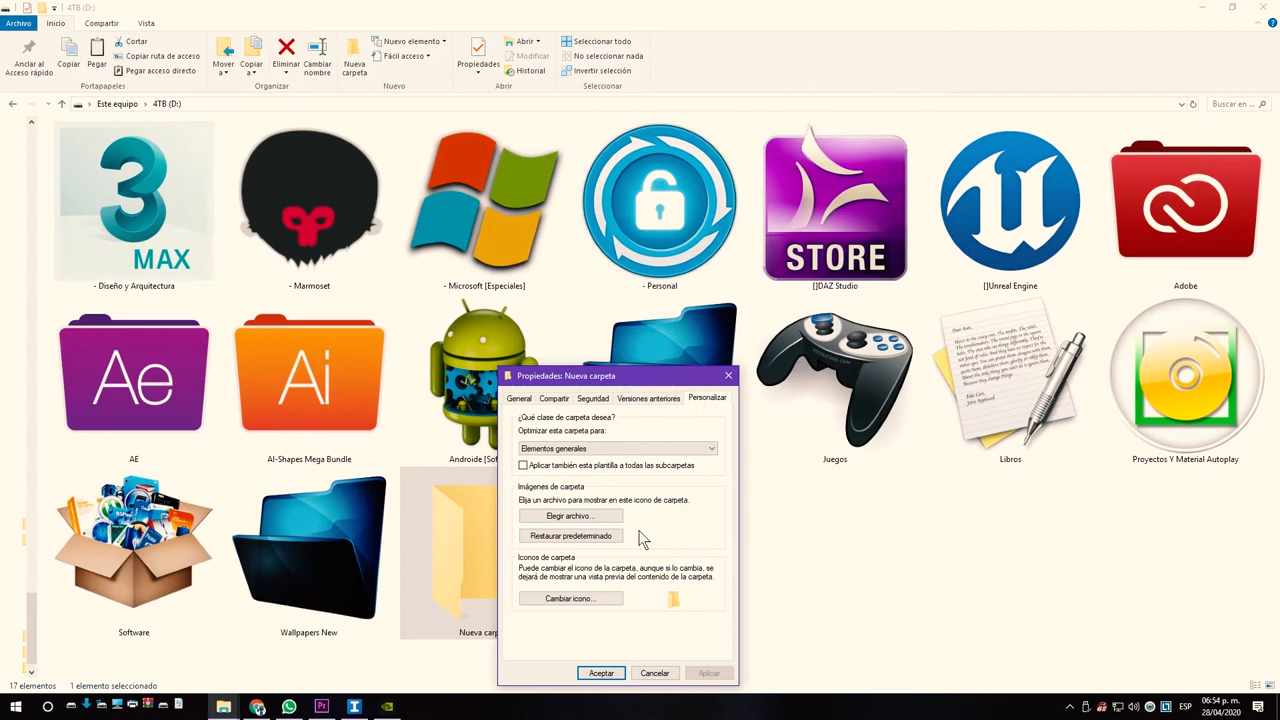 4TB (D:)
Archivo
Inicio
Compartir
Vista
Anclar al
Acceso rápido
Copiar
Pegar
Cortar
Copiar ruta de acceso
Pegar acceso directo
Portapapeles
Mover
a
Copiar
a
Eliminar
Cambiar
nombre
Organizar
Nueva
carpeta
Nuevo elemento
Fácil acceso
Nuevo
Propiedades
Abrir
Modificar
Historial
Abrir
Seleccionar todo
No seleccionar nada
Invertir selección
Seleccionar
Este equipo
4TB (D:)
Buscar en ...
3
MAX
STORE
- Diseño y Arquitectura
- Marmoset
- Microsoft [Especiales]
- Personal
[]DAZ Studio
[]Unreal Engine
Adobe
Ae
Ai
AE
AI-Shapes Mega Bundle
Androide [Sof
Juegos
Libros
Proyectos Y Material Autoplay
Software
Wallpapers New
Nueva carp
Propiedades: Nueva carpeta
General
Compartir
Seguridad
Versiones anteriores
Personalizar
¿Qué clase de carpeta desea?
Optimizar esta carpeta para:
Elementos generales
Aplicar también esta plantilla a todas las subcarpetas
Imágenes de carpeta
Elija un archivo para mostrar en este icono de carpeta.
Elegir archivo...
Restaurar predeterminado
Iconos de carpeta
Puede cambiar el icono de la carpeta, aunque si lo cambia, se
dejará de mostrar una vista previa del contenido de la carpeta.
Cambiar icono...
Aceptar
Cancelar
Aplicar
17 elementos
1 elemento seleccionado
Pr
ESP
06:54 p. m.
28/04/2020